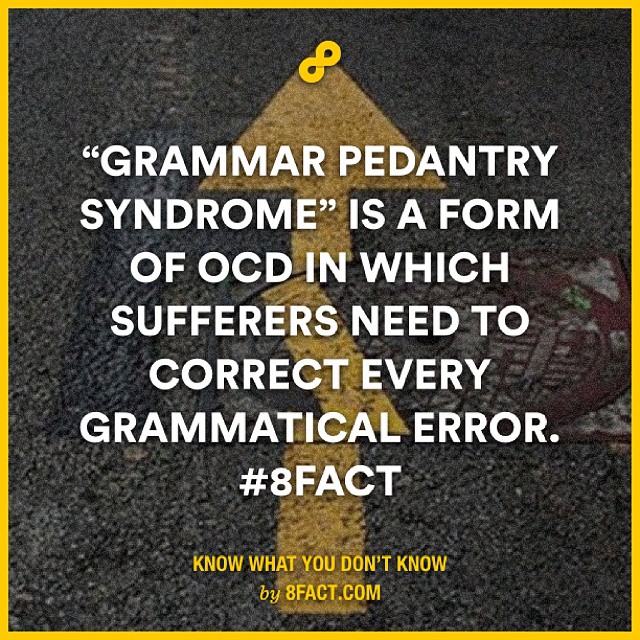 “GRAMMAR PEDANTRY
SYNDROME” IS A FORM
OF OCD IN WHICH
SUFFERERS NEED TO
CORRECT EVERY
GRAMMATICAL ERROR.
#8FACT
KNOW WHAT YOU DON’T KNOW
by 8FACT.COM